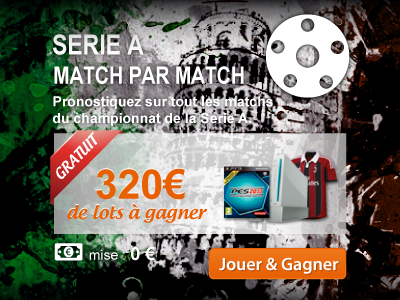 SERIE A
MATCH PAR MATCH
Pronostiquez sur tout les matchs
du championnat de la Serie A.
GRATUIT
320€
de lots à gagner
PES2013
mise : 0 €
Jouer & Gagner